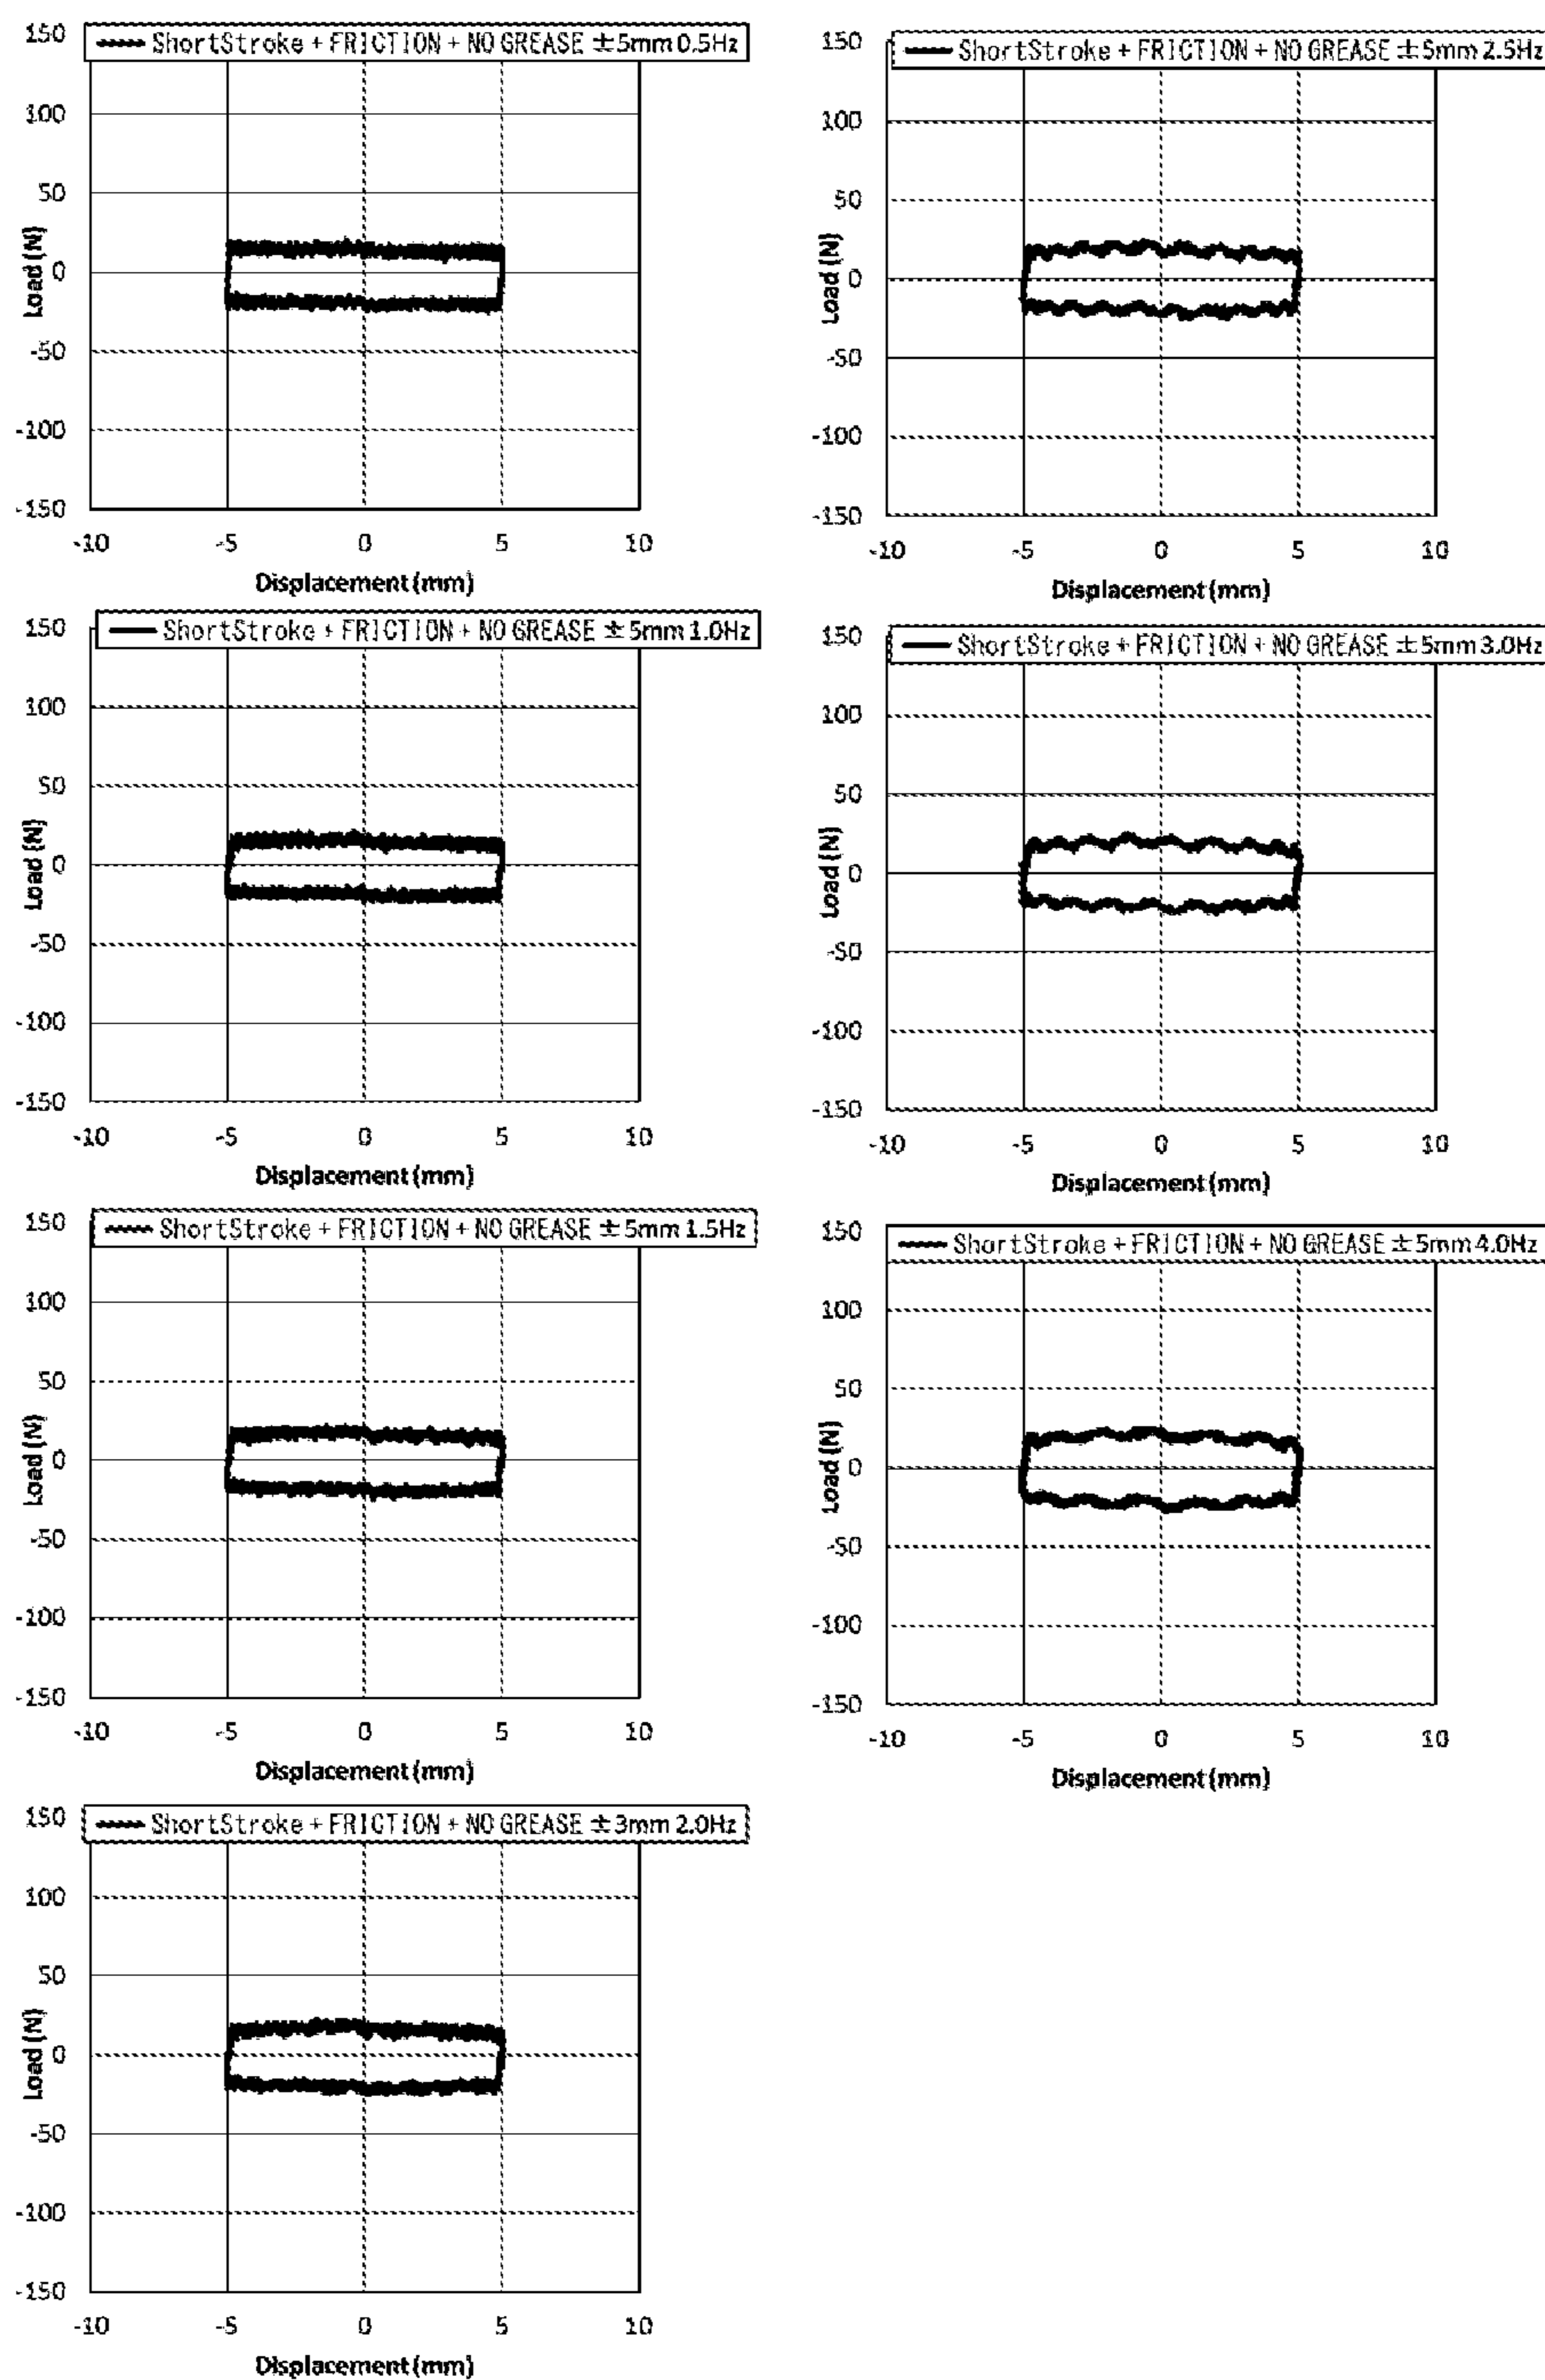 ShortStroke + FRICTION + NO GREASE ±5mm 0.5Hz
150
100
50
0
-50
-100
-150
Load (N)
-10 -5 0 5 10
Displacement (mm)
ShortStroke + FRICTION + NO GREASE ±5mm 1.0Hz
150
100
50
0
-50
-100
-150
Load (N)
-10 -5 0 5 10
Displacement (mm)
ShortStroke + FRICTION + NO GREASE ±5mm 1.5Hz
150
100
50
0
-50
-100
-150
Load (N)
-10 -5 0 5 10
Displacement (mm)
ShortStroke + FRICTION + NO GREASE ±3mm 2.0Hz
150
100
50
0
-50
-100
-150
Load (N)
-10 -5 0 5 10
Displacement (mm)
ShortStroke + FRICTION + NO GREASE ±5mm 2.5Hz
150
100
50
0
-50
-100
-150
Load (N)
-10 -5 0 5 10
Displacement (mm)
ShortStroke + FRICTION + NO GREASE ±5mm 3.0Hz
150
100
50
0
-50
-100
-150
Load (N)
-10 -5 0 5 10
Displacement (mm)
ShortStroke + FRICTION + NO GREASE ±5mm 4.0Hz
150
100
50
0
-50
-100
-150
Load (N)
-10 -5 0 5 10
Displacement (mm)